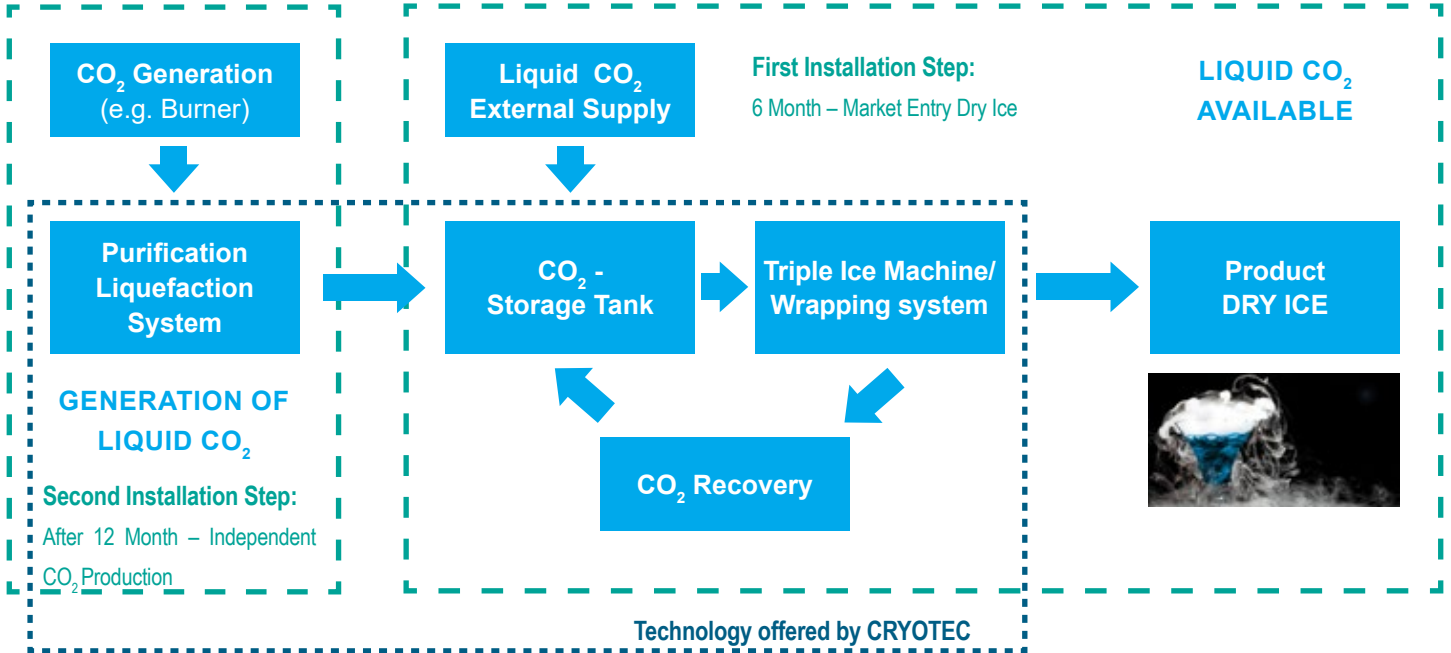 CO₂ Generation
(e.g. Burner)
Liquid CO₂
External Supply
First Installation Step:
6 Month – Market Entry Dry Ice
LIQUID CO₂
AVAILABLE
Purification
Liquefaction
System
CO₂ -
Storage Tank
Triple Ice Machine/
Wrapping system
Product
DRY ICE
GENERATION OF
LIQUID CO₂
Second Installation Step:
After 12 Month – Independent
CO₂ Production
CO₂ Recovery
Technology offered by CRYOTEC